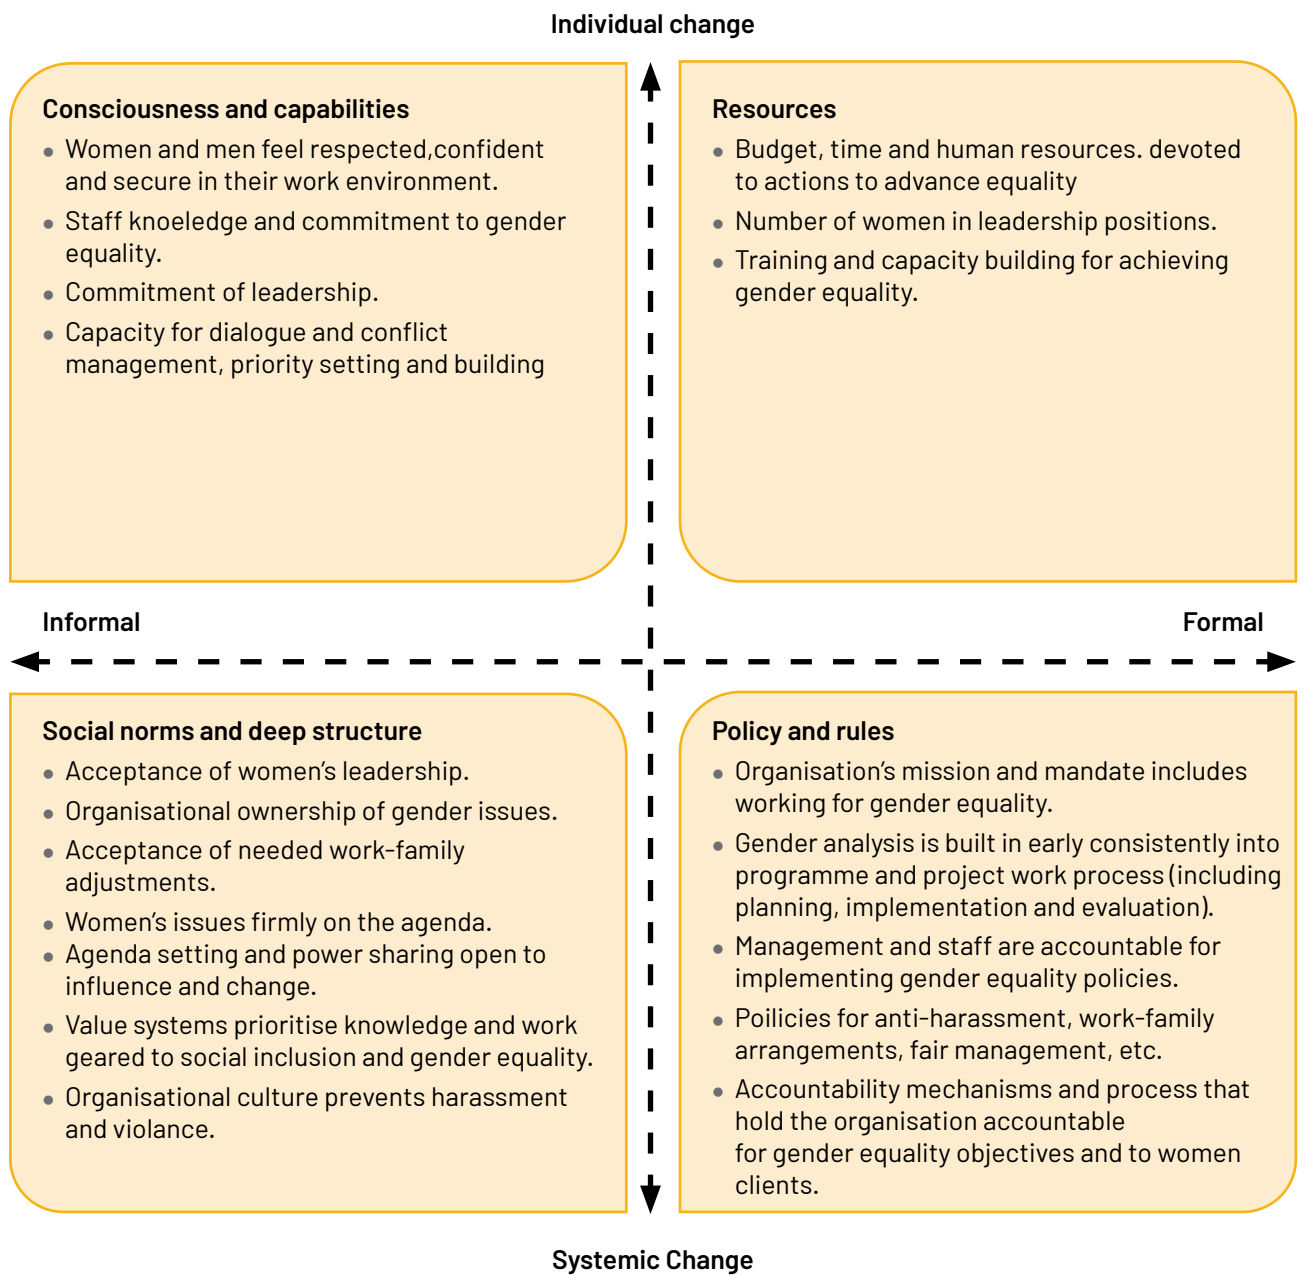 Individual change
Consciousness and capabilities
• Women and men feel respected,confident
and secure in their work environment.
• Staff knoeledge and commitment to gender
equality.
• Commitment of leadership.
• Capacity for dialogue and conflict
management, priority setting and building
Resources
• Budget, time and human resources. devoted
to actions to advance equality
• Number of women in leadership positions.
• Training and capacity building for achieving
gender equality.
Informal
Formal
Social norms and deep structure
• Acceptance of women’s leadership.
• Organisational ownership of gender issues.
• Acceptance of needed work-family
adjustments.
• Women’s issues firmly on the agenda.
• Agenda setting and power sharing open to
influence and change.
• Value systems prioritise knowledge and work
geared to social inclusion and gender equality.
• Organisational culture prevents harassment
and violance.
Policy and rules
• Organisation’s mission and mandate includes
working for gender equality.
• Gender analysis is built in early consistently into
programme and project work process (including
planning, implementation and evaluation).
• Management and staff are accountable for
implementing gender equality policies.
• Poilicies for anti-harassment, work-family
arrangements, fair management, etc.
• Accountability mechanisms and process that
hold the organisation accountable
for gender equality objectives and to women
clients.
Systemic Change